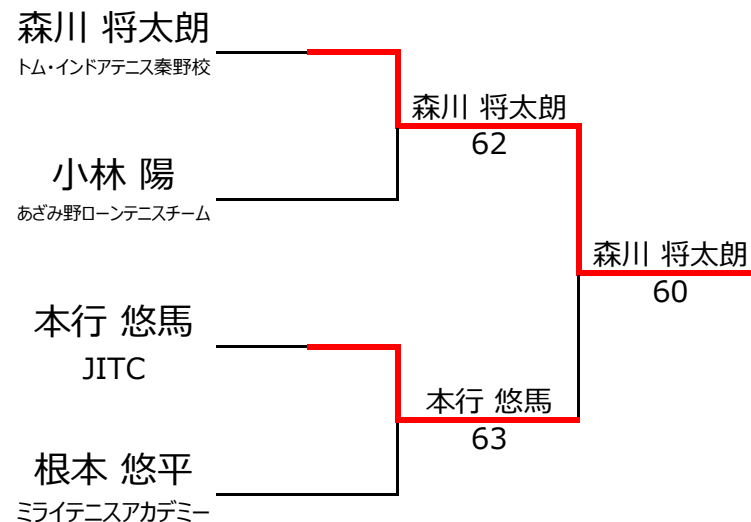 森川 将太朗
トム・インドアテニス秦野校
森川 将太朗
62
小林 陽
あざみ野ローンテニスチーム
森川 将太朗
60
本行 悠馬
JITC
本行 悠馬
63
根本 悠平
ミライテニスアカデミー